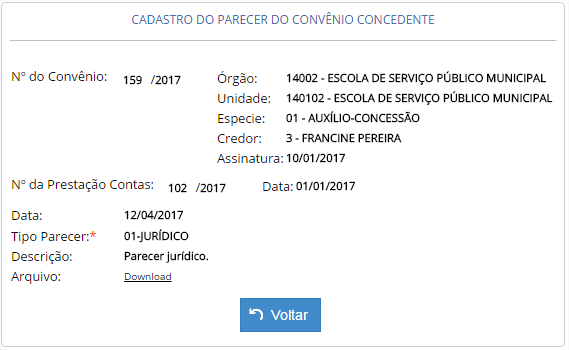 CADASTRO DO PARECER DO CONVÊNIO CONCEDENTE
Nº do Convênio: 159 /2017 Órgão: 14002 - ESCOLA DE SERVIÇO PÚBLICO MUNICIPAL
Unidade: 140102 - ESCOLA DE SERVIÇO PÚBLICO MUNICIPAL
Especie: 01 - AUXÍLIO-CONCESSÃO
Credor: 3 - FRANCINE PEREIRA
Assinatura: 10/01/2017
Nº da Prestação Contas: 102 /2017 Data: 01/01/2017
Data: 12/04/2017
Tipo Parecer:* 01-JURÍDICO
Descrição: Parecer jurídico.
Arquivo: Download
Voltar